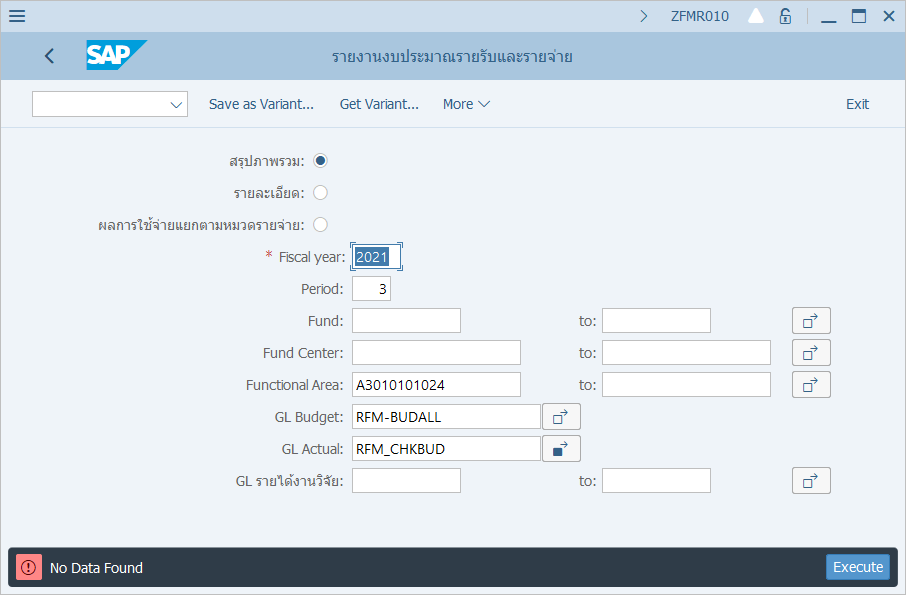 ZFMR010
SAP รายงานงบประมาณรายรับและรายจ่าย
Save as Variant... Get Variant... More Exit
สรุปภาพรวม:
รายละเอียด:
ผลการใช้จ่ายแยกตามหมวดรายจ่าย:
* Fiscal year: 2021
Period: 3
Fund: to:
Fund Center: to:
Functional Area: A3010101024 to:
GL Budget: RFM-BUDALL
GL Actual: RFM_CHKBUD
GL รายได้งานวิจัย: to:
No Data Found Execute